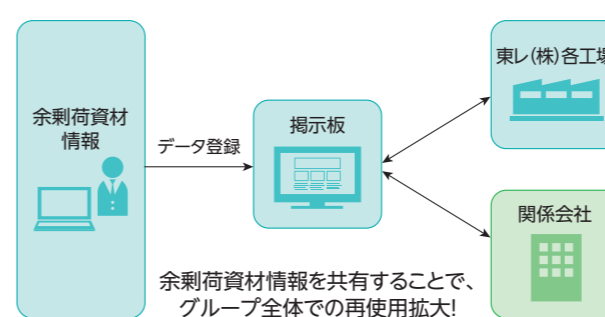 余剰荷資材
情報
データ登録
掲示板
東レ(株)各工場
関係会社
余剰荷資材情報を共有することで、
グループ全体での再使用拡大!